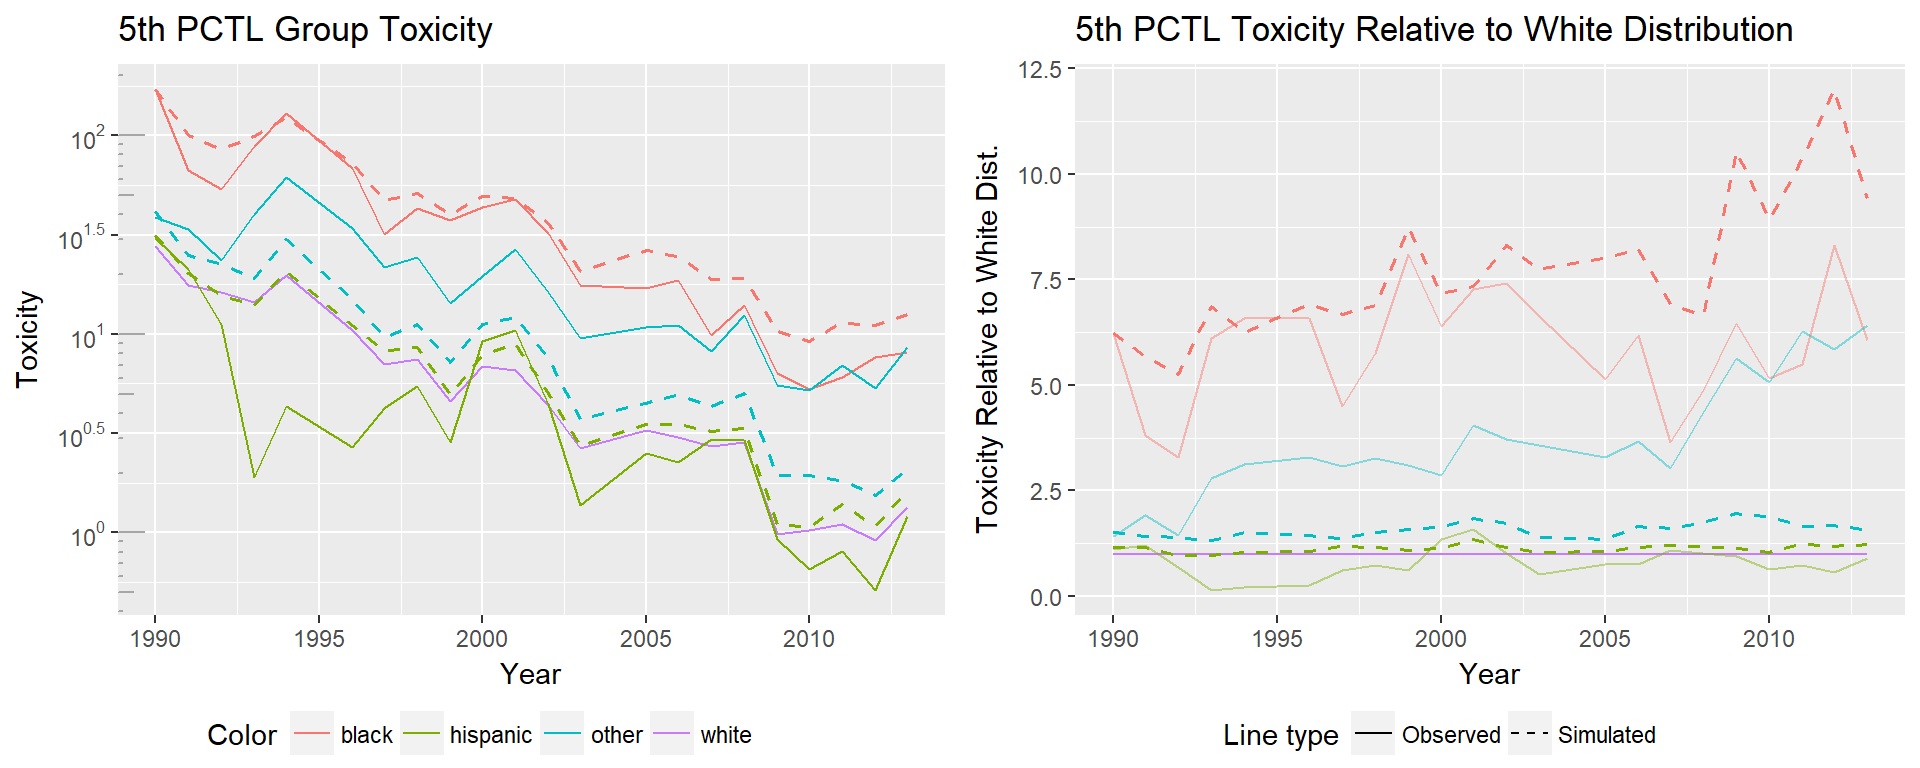 5th PCTL Group Toxicity
Toxicity
10^2
10^1.5
10^1
10^0.5
10^0
1990 1995 2000 2005 2010
Year
Color black hispanic other white
5th PCTL Toxicity Relative to White Distribution
Toxicity Relative to White Dist.
12.5
10.0
7.5
5.0
2.5
0.0
1990 1995 2000 2005 2010
Year
Line type Observed Simulated